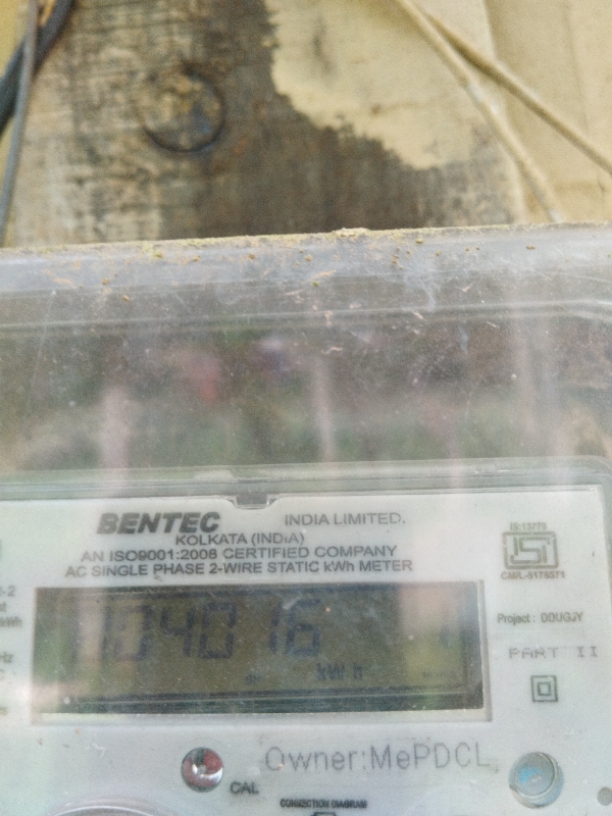 BENTEC INDIA LIMITED.
KOLKATA (INDIA)
AN ISO9001:2008 CERTIFIED COMPANY
AC SINGLE PHASE 2-WIRE STATIC kWh METER
IS:13779
Project : DDUGJY
PART II
004016
kWh
Owner:MePDCL
CAL
CONNECTION DIAGRAM